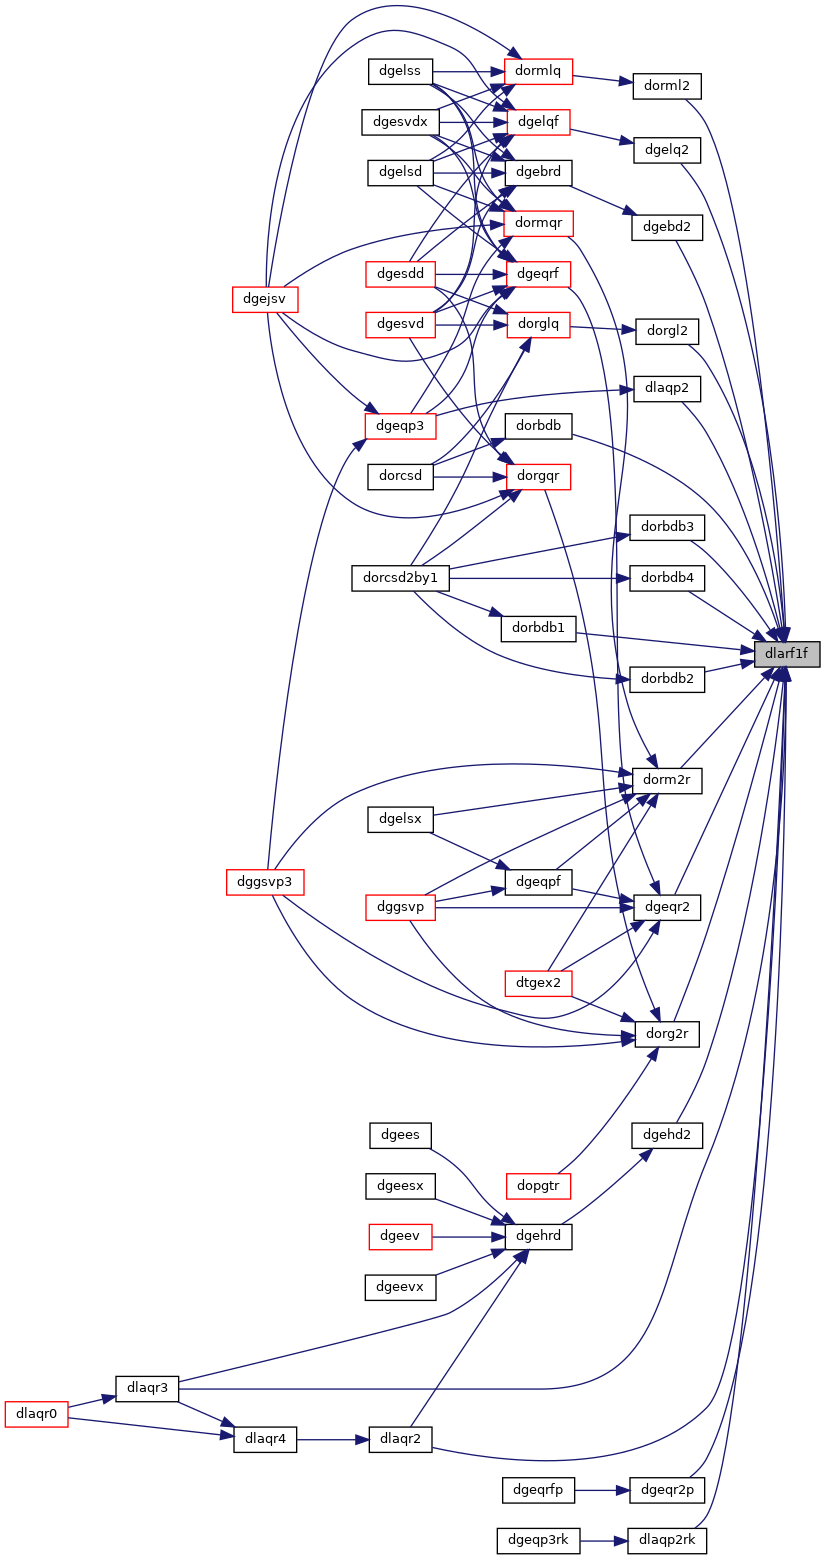 dgelss
dormlq
dorml2
dgesvdx
dgelqf
dgelq2
dgelsd
dgebrd
dgebd2
dormqr
dgesdd
dgeqrf
dgejsv
dgesvd
dorglq
dorgl2
dlaqp2
dgeqp3
dorbdb
dorcsd
dorgqr
dorbdb3
dorcsd2by1
dorbdb4
dorbdb1
dlarf1f
dorbdb2
dorm2r
dgelsx
dggsvp3
dgeqpf
dggsvp
dgeqr2
dtgex2
dorg2r
dgees
dgehd2
dgeesx
dopgtr
dgeev
dgehrd
dgeevx
dlaqr3
dlaqr0
dlaqr4
dlaqr2
dgeqrfp
dgeqr2p
dgeqp3rk
dlaqp2rk